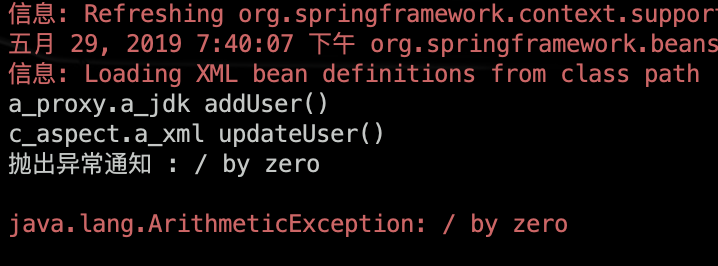 信息: Refreshing org.springframework.context.suppor
五月 29, 2019 7:40:07 下午 org.springframework.beans
信息: Loading XML bean definitions from class path
a_proxy.a_jdk addUser()
c_aspect.a_xml updateUser()
抛出异常通知 : / by zero
java.lang.ArithmeticException: / by zero